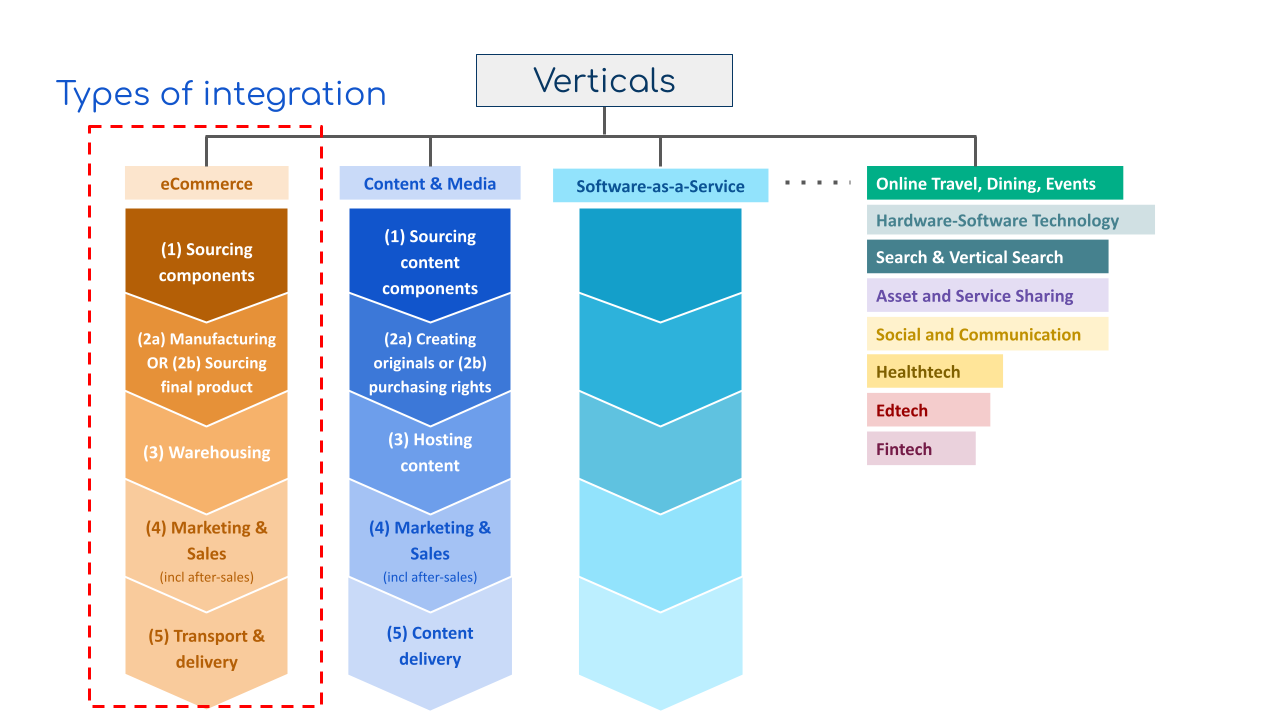 Types of integration
Verticals
eCommerce
(1) Sourcing
components
(2a) Manufacturing
OR (2b) Sourcing
final product
(3) Warehousing
(4) Marketing &
Sales
(incl after-sales)
(5) Transport &
delivery
Content & Media
(1) Sourcing
content
components
(2a) Creating
originals or (2b)
purchasing rights
(3) Hosting
content
(4) Marketing &
Sales
(incl after-sales)
(5) Content
delivery
Software-as-a-Service
Online Travel, Dining, Events
Hardware-Software Technology
Search & Vertical Search
Asset and Service Sharing
Social and Communication
Healthtech
Edtech
Fintech